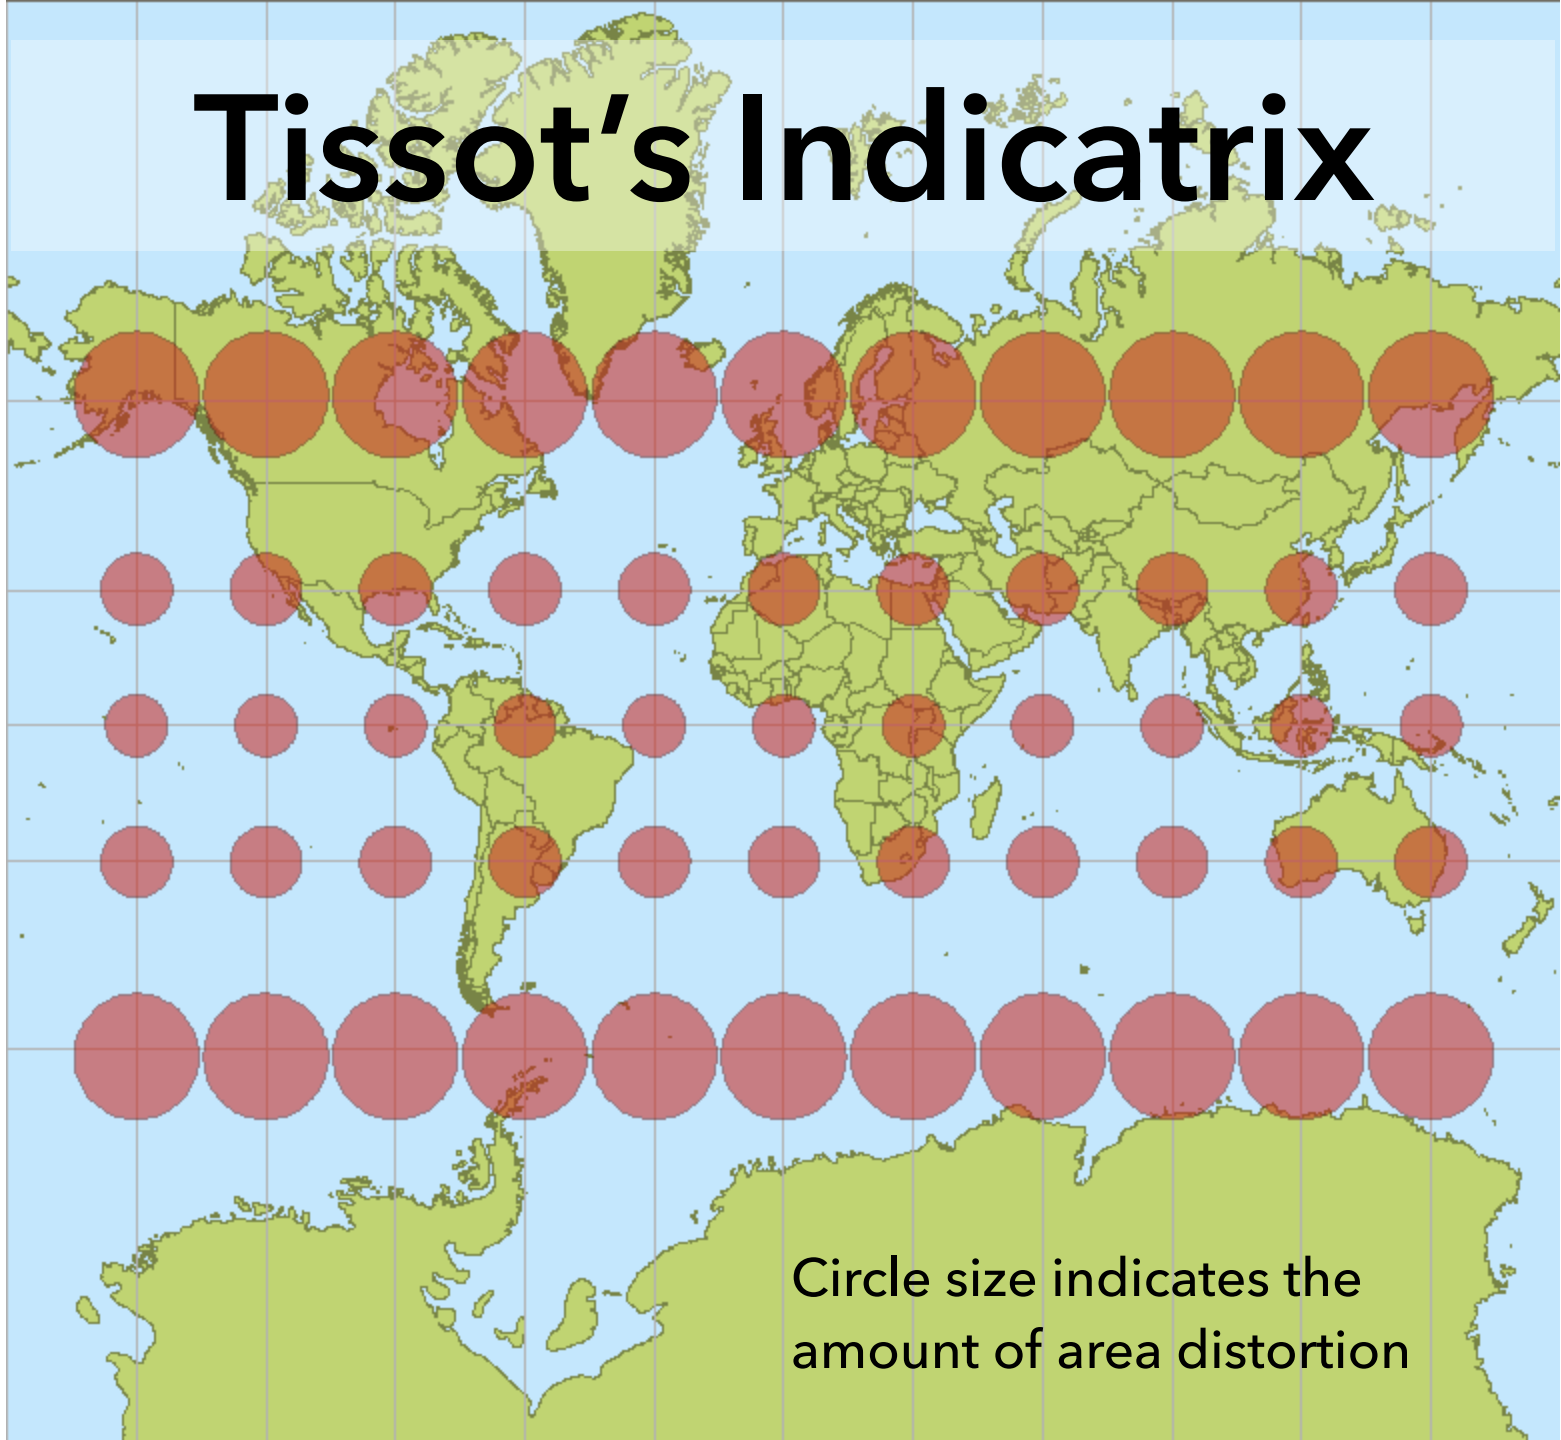 Tissot’s Indicatrix
Circle size indicates the
amount of area distortion